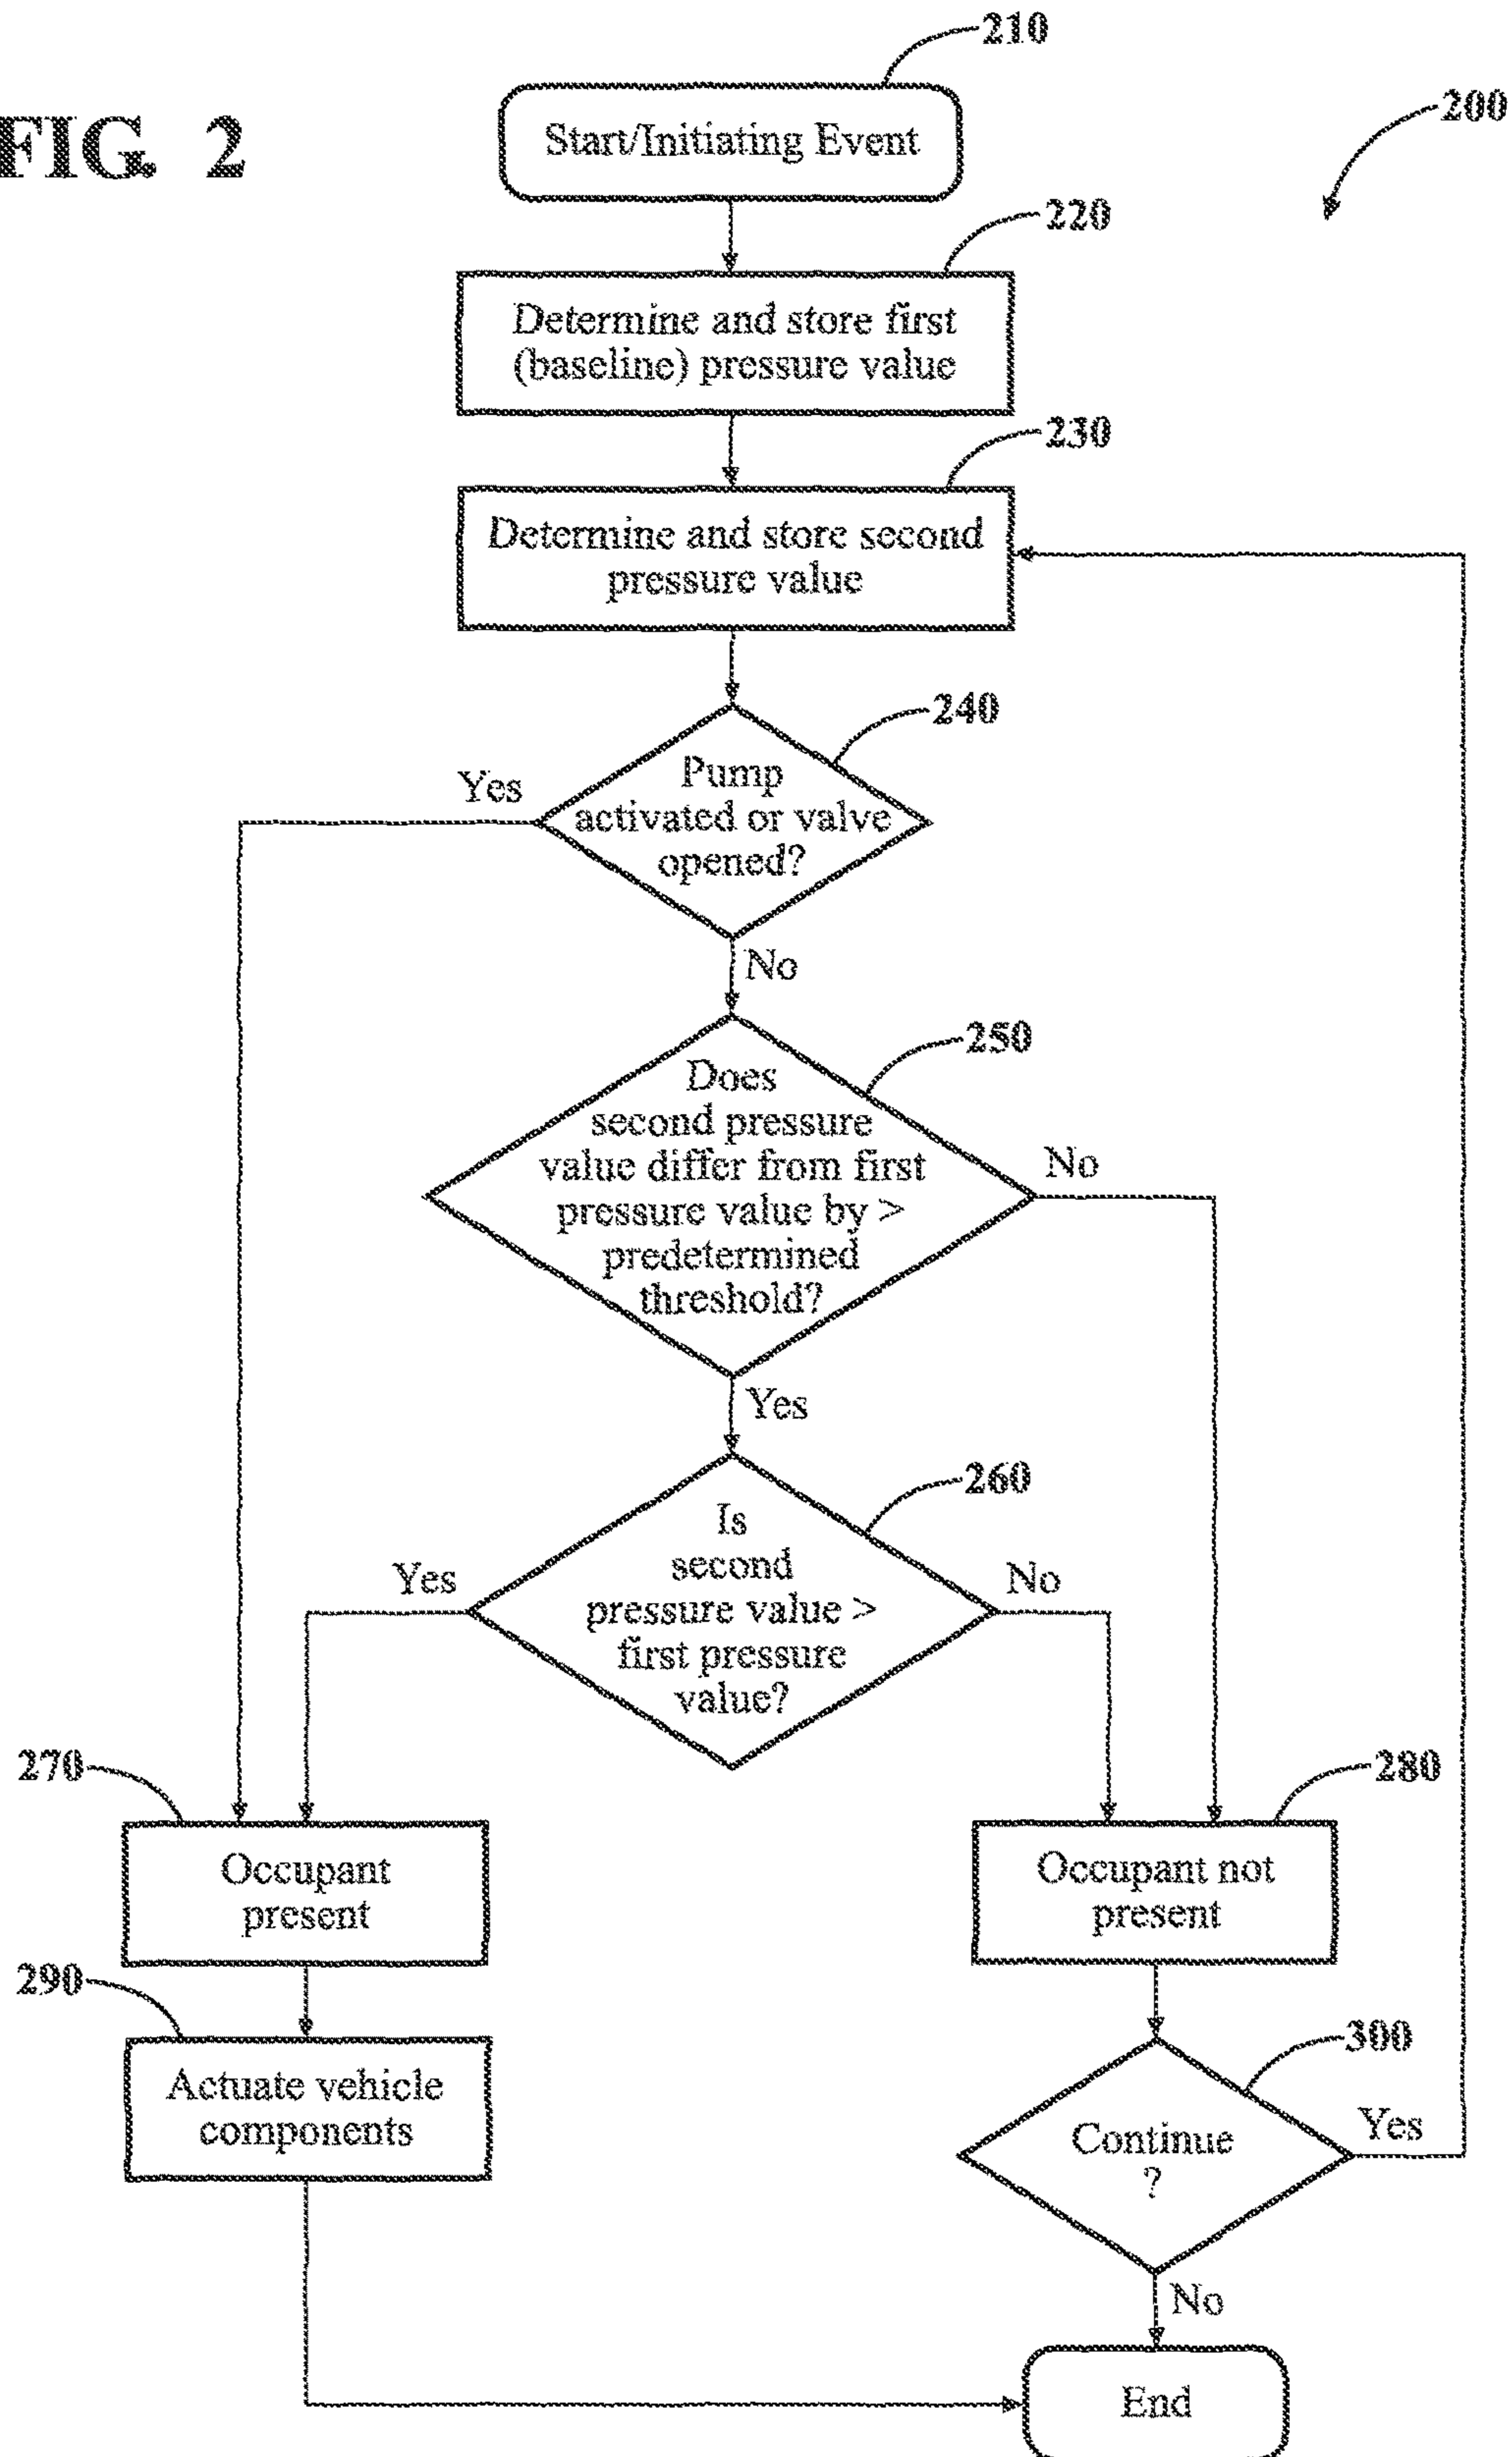 FIG. 2
210
200
Start/Initiating Event
220
Determine and store first
(baseline) pressure value
230
Determine and store second
pressure value
240
Yes
Pump
activated or valve
opened?
No
250
Does
second pressure
value differ from first
pressure value by >
predetermined
threshold?
No
Yes
260
Is
second
pressure value >
first pressure
value?
Yes
No
270
280
Occupant
present
Occupant not
present
290
300
Actuate vehicle
components
Continue
?
Yes
No
End